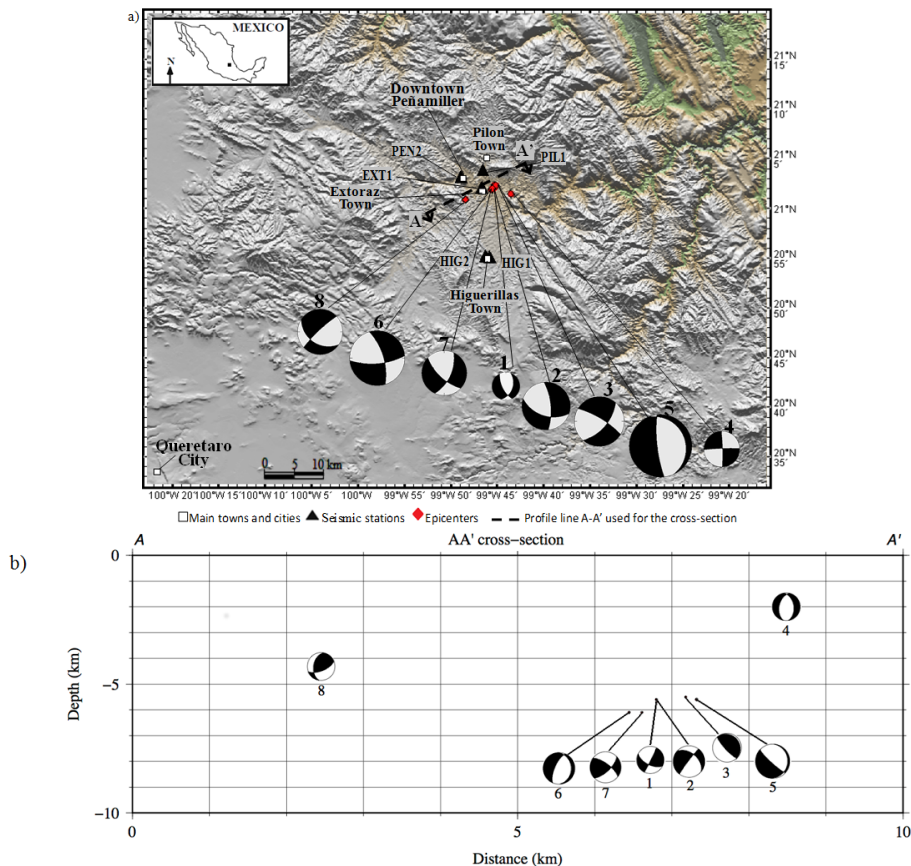 a)
MEXICO
N
Downtown
Peñamiller
Pilon
Town
A'
PEN2
PIL1
EXT1
Extoraz
Town
A
HIG2
HIG1
Higuerillas
Town
8
6
7
1
2
3
5
4
Queretaro
City
0 5 10 km
21°N
15´
21°N
10´
21°N
5´
21°N
20°N
55´
20°N
50´
20°N
45´
20°N
40´
20°N
35´
100°W 20´ 100°W 15´ 100°W 10´ 100°W 5´ 100°W 99°W 55´ 99°W 50´ 99°W 45´ 99°W 40´ 99°W 35´ 99°W 30´ 99°W 25´ 99°W 20´
Main towns and cities Seismic stations Epicenters Profile line A-A’ used for the cross-section
b)
A AA' cross−section A'
0
−5
−10
Depth (km)
4
8
6
7
1
2
3
5
0 5 10
Distance (km)